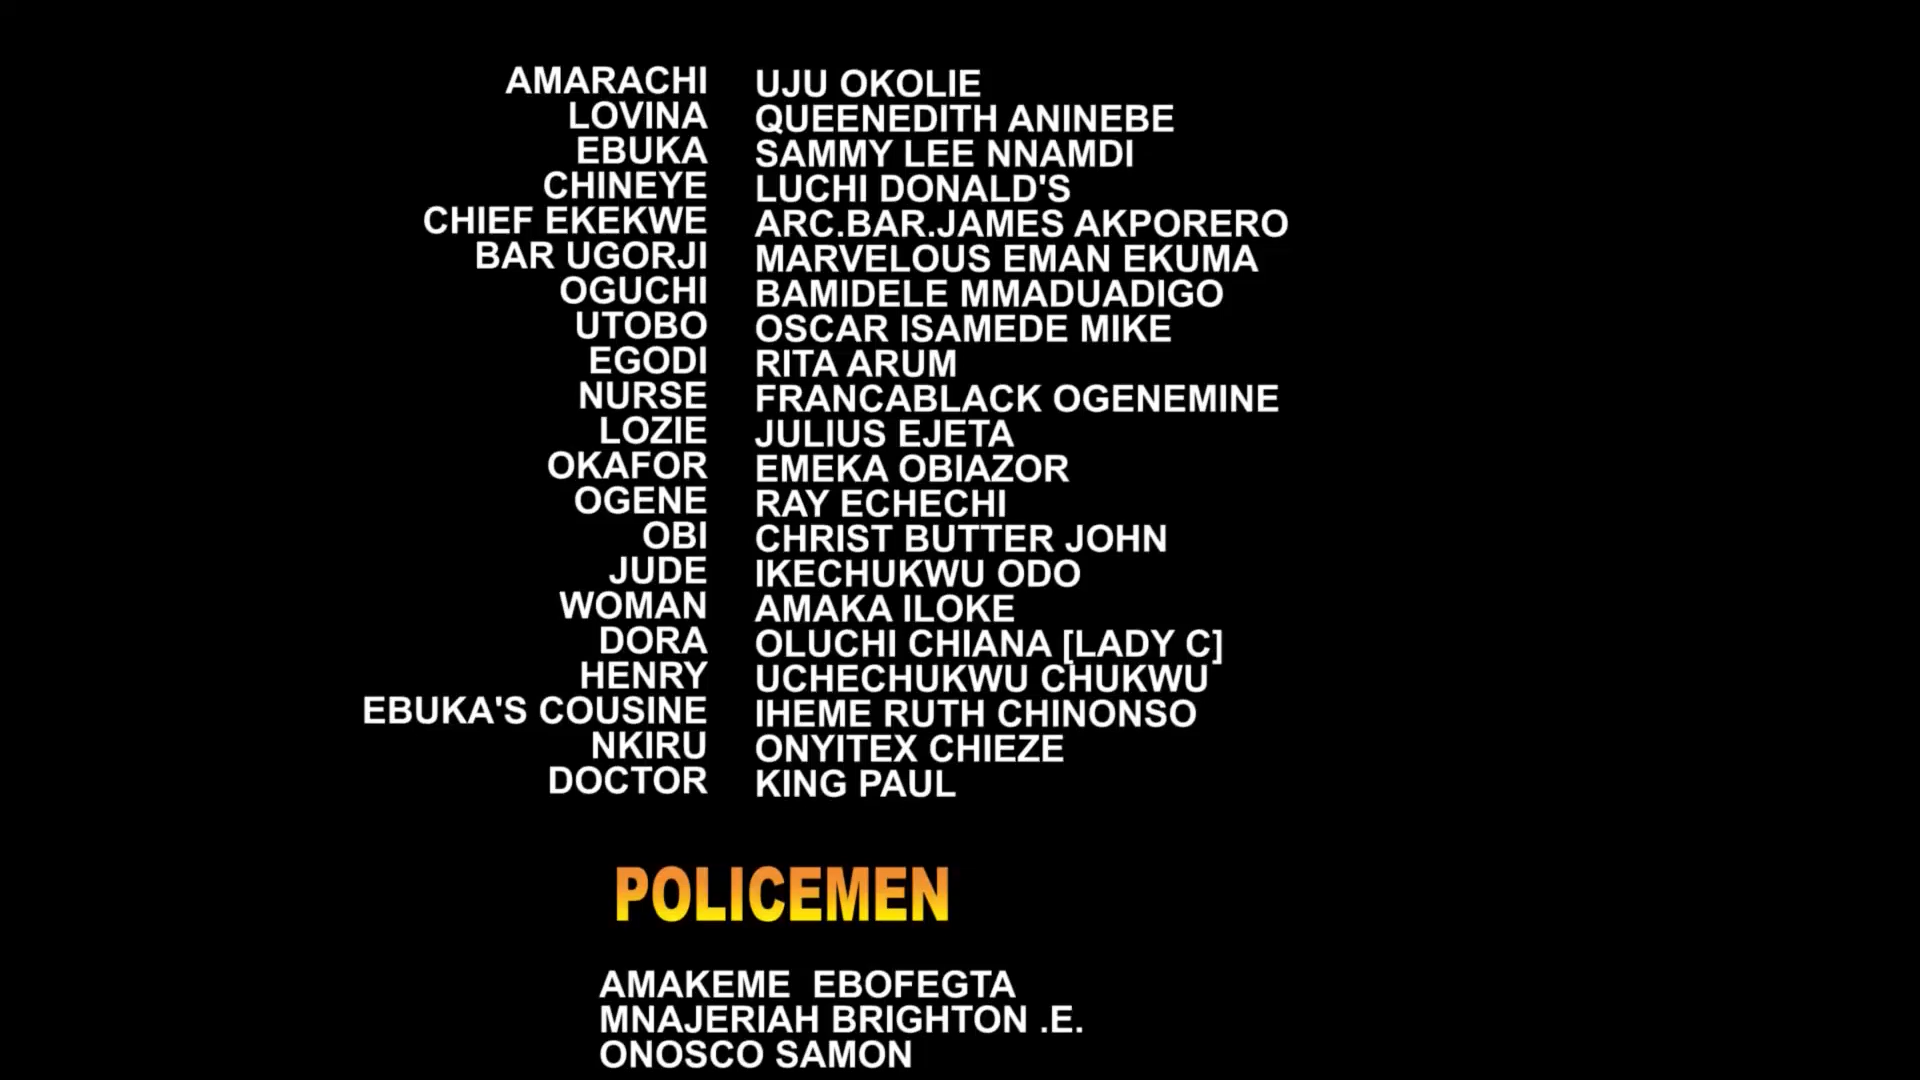 AMARACHI UJU OKOLIE
LOVINA QUEENEDITH ANINEBE
EBUKA SAMMY LEE NNAMDI
CHINEYE LUCHI DONALD'S
CHIEF EKEKWE ARC.BAR.JAMES AKPORERO
BAR UGORJI MARVELOUS EMAN EKUMA
OGUCHI BAMIDELE MMADUADIGO
UTOBO OSCAR ISAMEDE MIKE
EGODI RITA ARUM
NURSE FRANCABLACK OGENEMINE
LOZIE JULIUS EJETA
OKAFOR EMEKA OBIAZOR
OGENE RAY ECHECHI
OBI CHRIST BUTTER JOHN
JUDE IKECHUKWU ODO
WOMAN AMAKA ILOKE
DORA OLUCHI CHIANA [LADY C]
HENRY UCHECHUKWU CHUKWU
EBUKA'S COUSINE IHEME RUTH CHINONSO
NKIRU ONYITEX CHIEZE
DOCTOR KING PAUL
POLICEMEN
AMAKEME EBOFEGTA
MNAJERIAH BRIGHTON .E.
ONOSCO SAMON